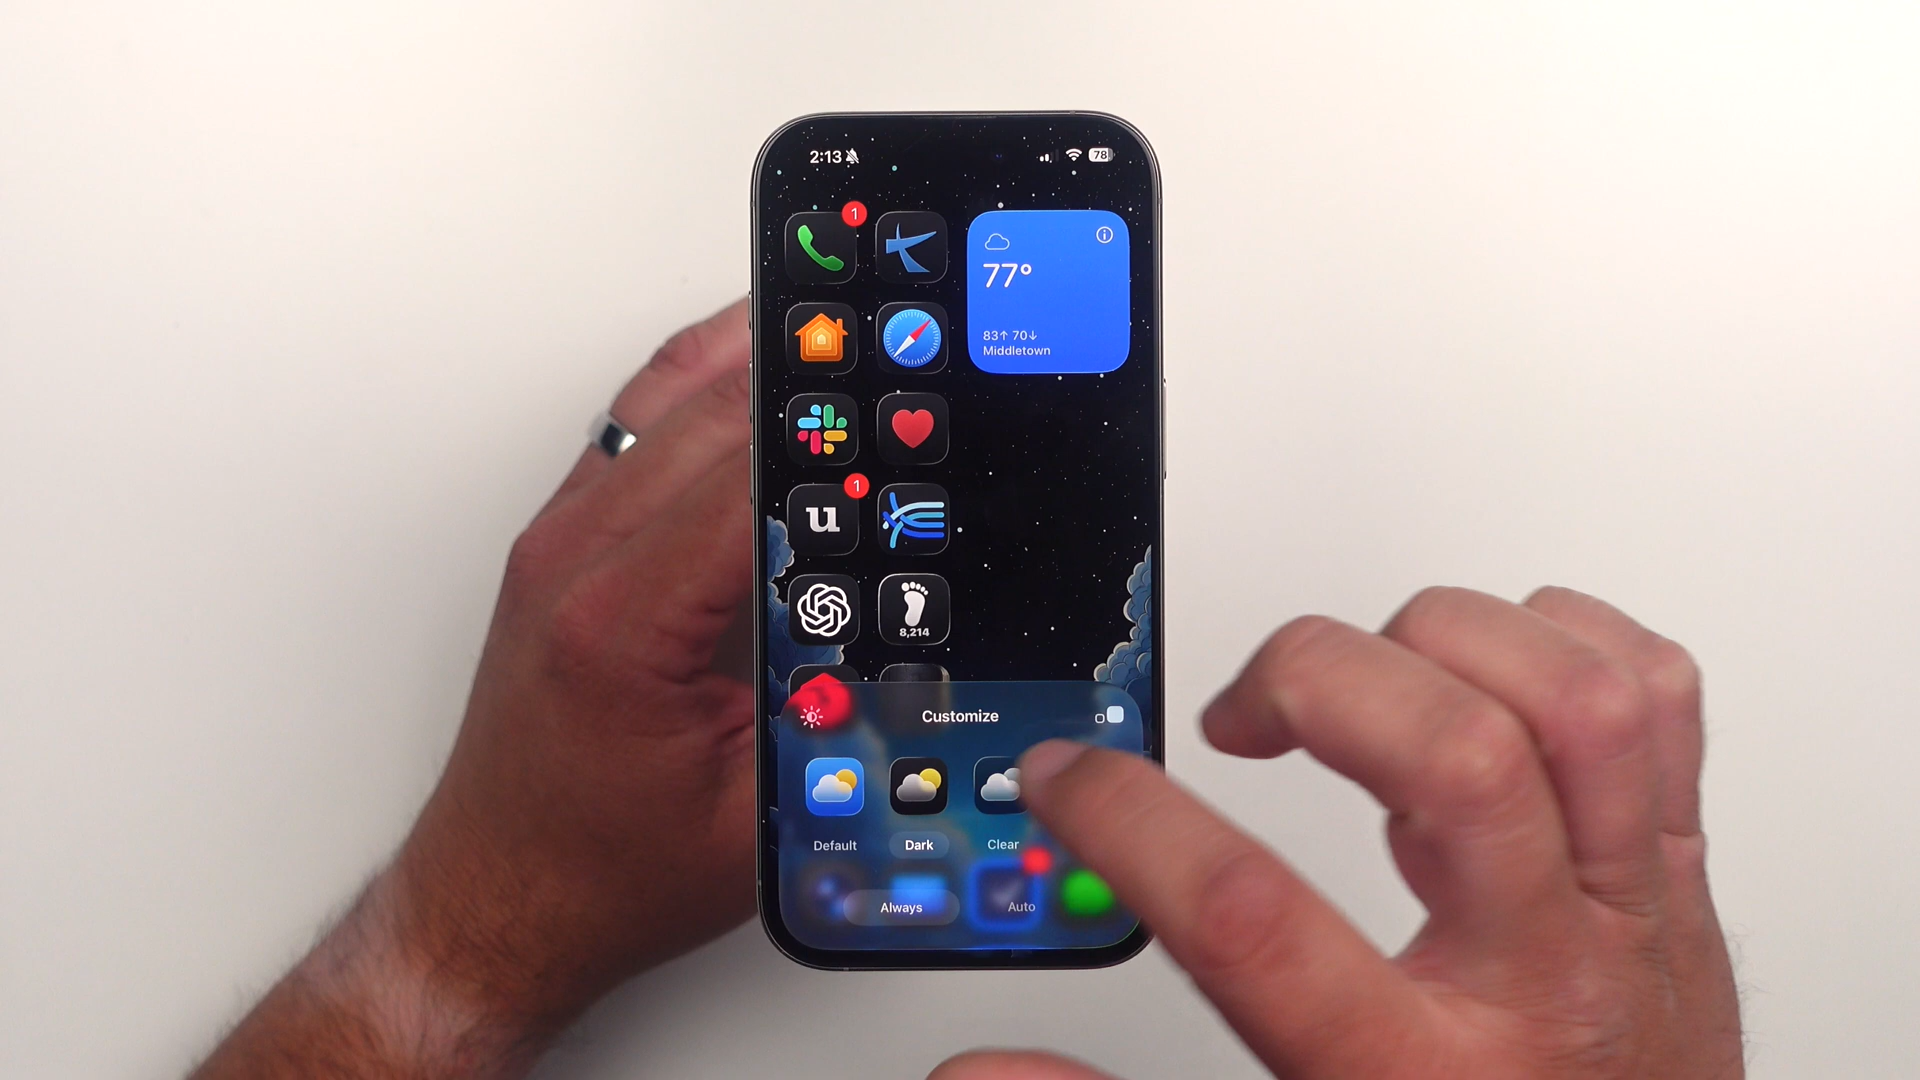 2:13
78
1
77°
83↑ 70↓
Middletown
1
u
8,214
Customize
Default
Dark
Clear
Always
Auto